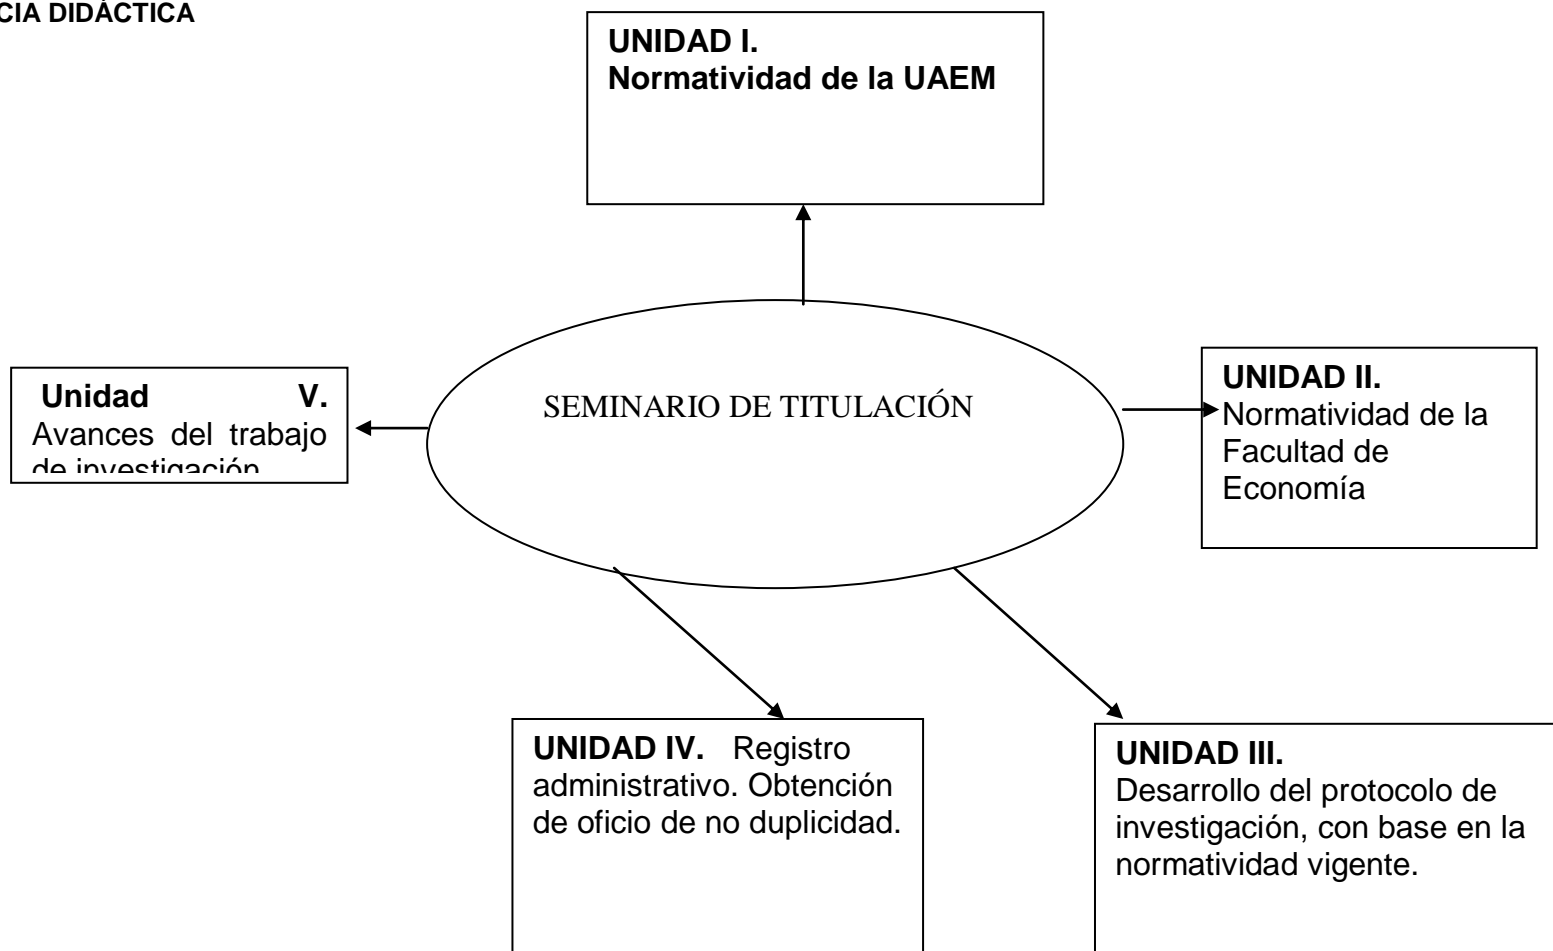 CIA DIDÁCTICA
UNIDAD I.
Normatividad de la UAEM
SEMINARIO DE TITULACIÓN
UNIDAD II.
Normatividad de la
Facultad de
Economía
Unidad V.
Avances del trabajo
de investigación
UNIDAD IV. Registro
administrativo. Obtención
de oficio de no duplicidad.
UNIDAD III.
Desarrollo del protocolo de
investigación, con base en la
normatividad vigente.